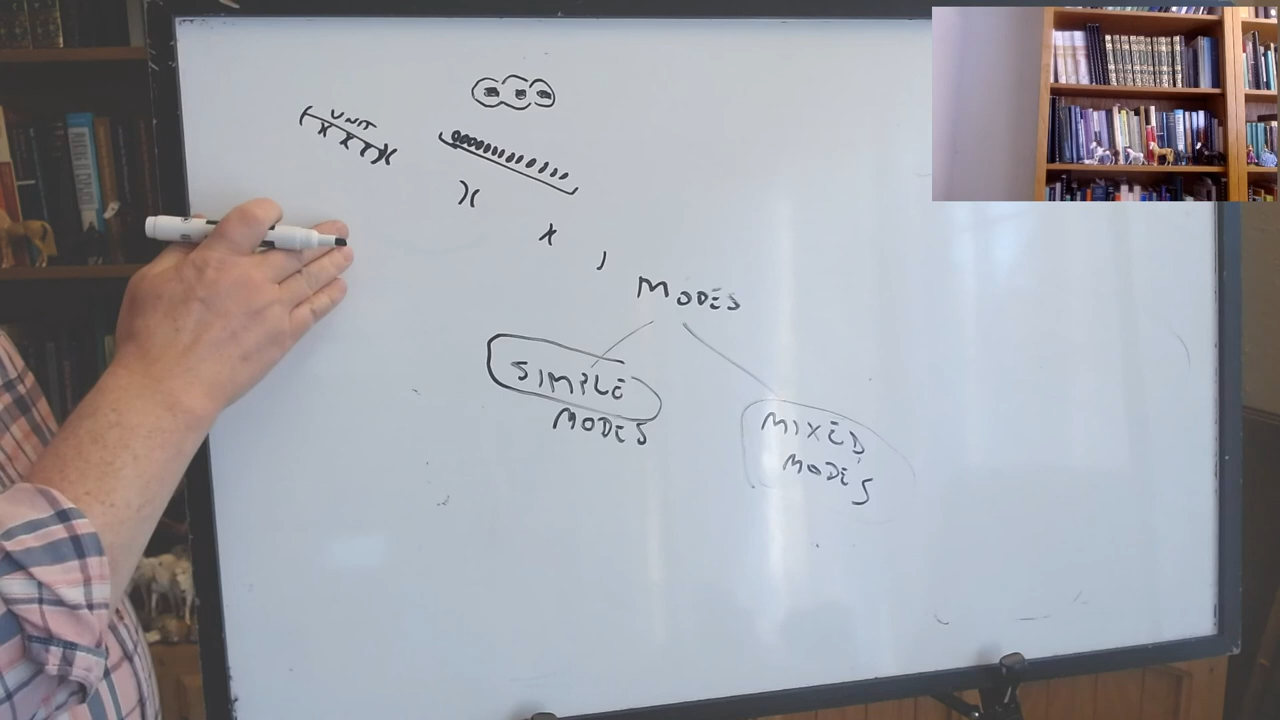 UNIT
x x x
x
MODES
SIMPLE
MODES
MIXED
MODES